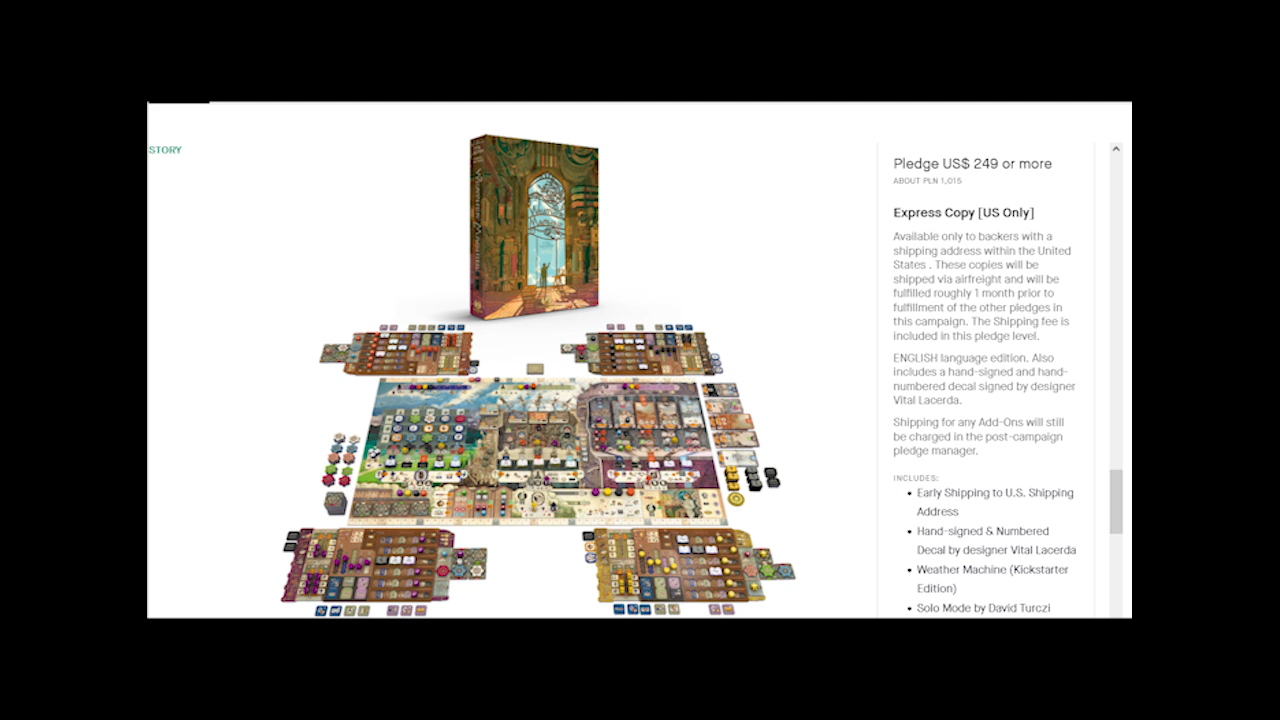 STORY
Pledge US$ 249 or more
ABOUT PLN 1,015
Express Copy [US Only]
Available only to backers with a
shipping address within the United
States . These copies will be
shipped via airfreight and will be
fulfilled roughly 1 month prior to
fulfillment of the other pledges in
this campaign. The Shipping fee is
included in this pledge level.
ENGLISH language edition. Also
includes a hand-signed and hand-
numbered decal signed by designer
Vital Lacerda.
Shipping for any Add-Ons will still
be charged in the post-campaign
pledge manager.
INCLUDES:
• Early Shipping to U.S. Shipping
Address
• Hand-signed & Numbered
Decal by designer Vital Lacerda
• Weather Machine (Kickstarter
Edition)
• Solo Mode by David Turczi